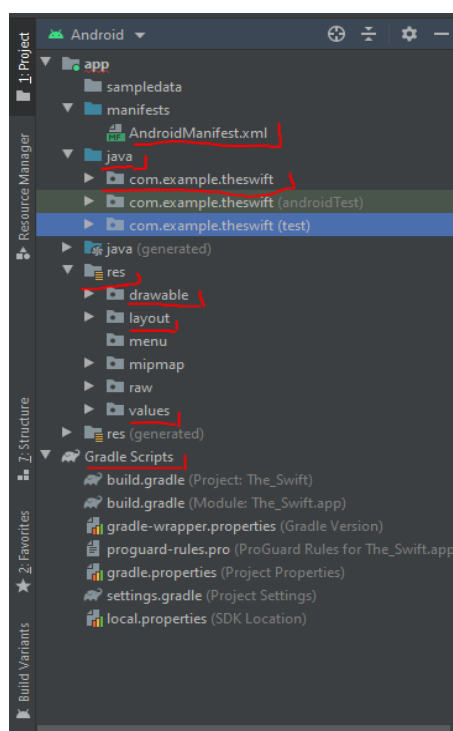 Android
app
sampledata
manifests
AndroidManifest.xml
java
com.example.theswift
com.example.theswift (androidTest)
com.example.theswift (test)
java (generated)
res
drawable
layout
menu
mipmap
raw
values
res (generated)
Gradle Scripts
build.gradle (Project: The_Swift)
build.gradle (Module: The_Swift.app)
gradle-wrapper.properties (Gradle Version)
proguard-rules.pro (ProGuard Rules for The_Swift.app
gradle.properties (Project Properties)
settings.gradle (Project Settings)
local.properties (SDK Location)
1: Project
Resource Manager
7: Structure
2: Favorites
Build Variants